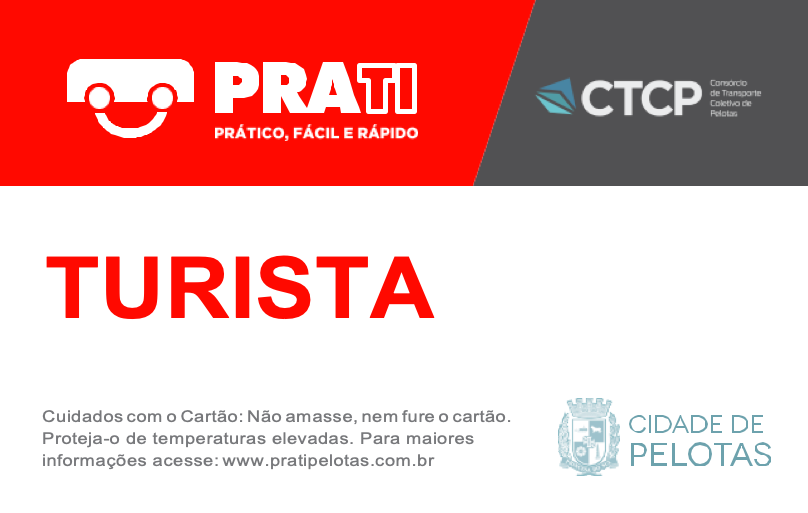 PRATI
PRÁTICO, FÁCIL E RÁPIDO
CTCP
Consórcio
de Transporte
Coletivo de
Pelotas
TURISTA
Cuidados com o Cartão: Não amasse, nem fure o cartão.
Proteja-o de temperaturas elevadas. Para maiores
informações acesse: www.pratipelotas.com.br
CIDADE DE
PELOTAS